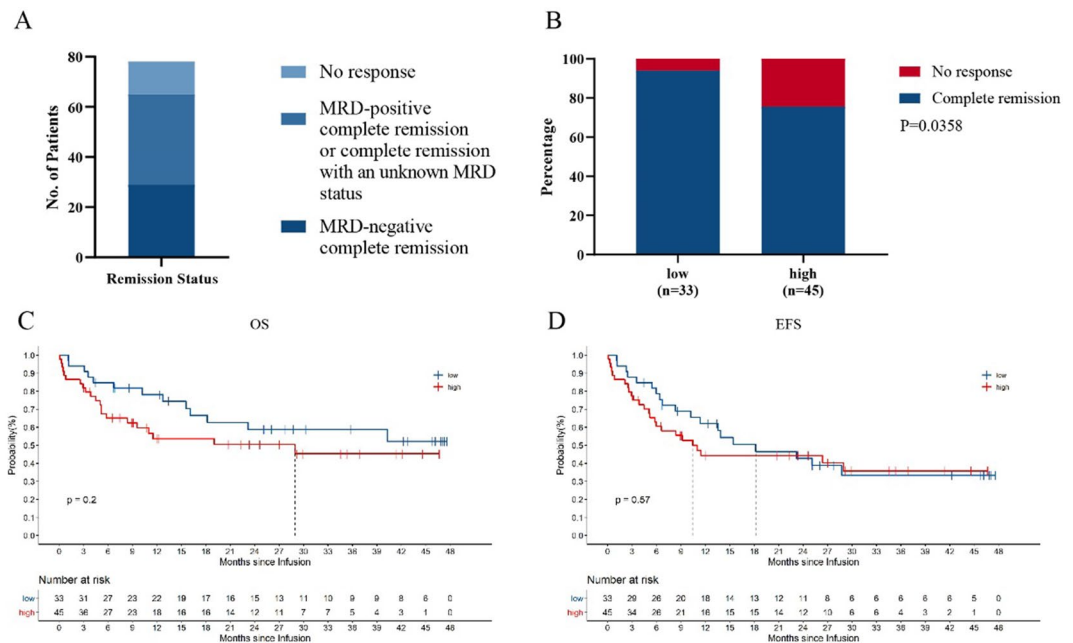 A
80
60
40
20
0
No. of Patients
Remission Status
No response
MRD-positive
complete remission
or complete remission
with an unknown MRD
status
MRD-negative
complete remission
B
100
80
60
40
20
0
Percentage
low
(n=33)
high
(n=45)
No response
Complete remission
P=0.0358
C
OS
1.0
0.9
0.8
0.7
0.6
0.5
0.4
0.3
0.2
0.1
0.0
Probability(%)
low
high
p = 0.2
0 3 6 9 12 15 18 21 24 27 30 33 36 39 42 45 48
Months since Infusion
Number at risk
low 33 31 27 23 22 19 17 16 15 13 11 10 9 9 8 6 0
high 45 36 27 23 18 16 16 14 12 11 7 7 5 4 3 1 0
0 3 6 9 12 15 18 21 24 27 30 33 36 39 42 45 48
Months since Infusion
D
EFS
1.0
0.9
0.8
0.7
0.6
0.5
0.4
0.3
0.2
0.1
0.0
Probability(%)
low
high
p = 0.57
0 3 6 9 12 15 18 21 24 27 30 33 36 39 42 45 48
Months since Infusion
Number at risk
low 33 29 26 20 18 14 13 12 11 8 6 6 6 6 6 5 0
high 45 34 26 21 16 15 15 14 12 10 6 6 4 3 2 1 0
0 3 6 9 12 15 18 21 24 27 30 33 36 39 42 45 48
Months since Infusion